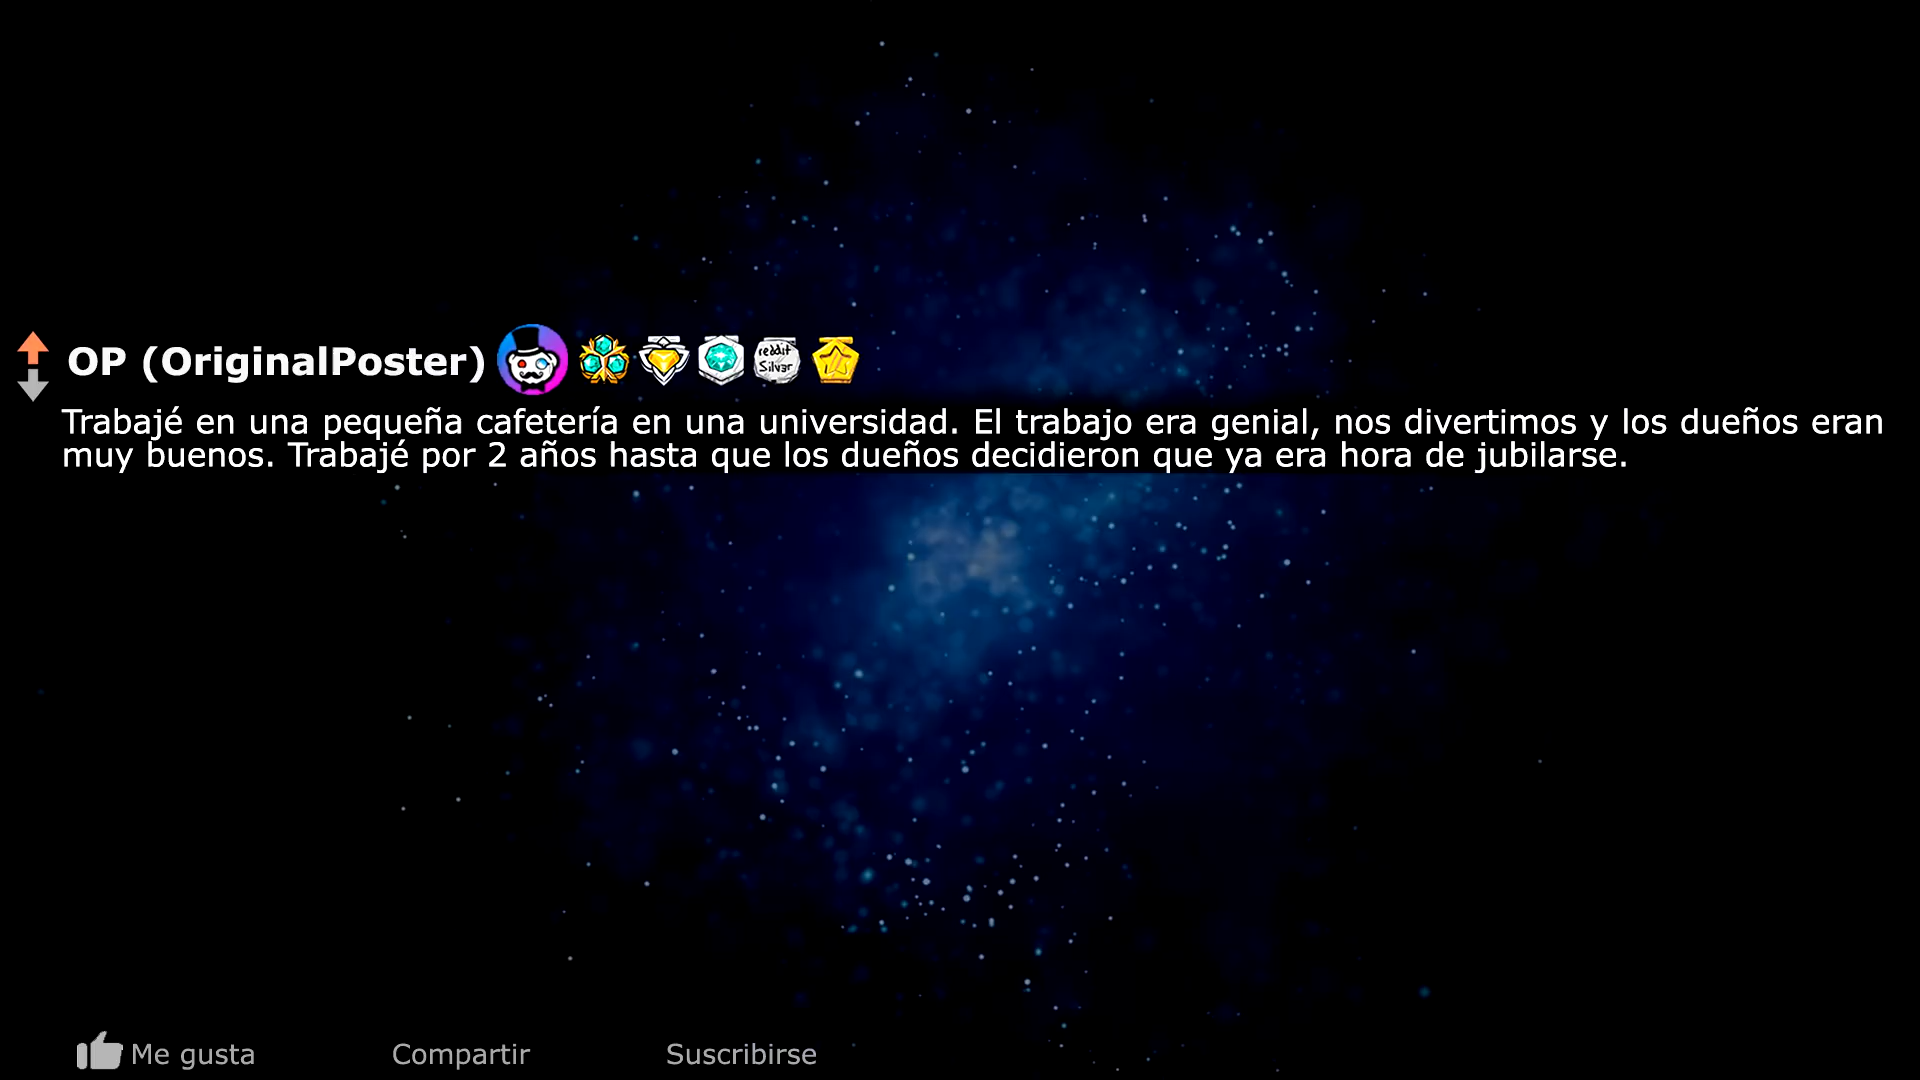 OP (OriginalPoster)
reddit
Silver
Trabajé en una pequeña cafetería en una universidad. El trabajo era genial, nos divertimos y los dueños eran
muy buenos. Trabajé por 2 años hasta que los dueños decidieron que ya era hora de jubilarse.
Me gusta
Compartir
Suscribirse